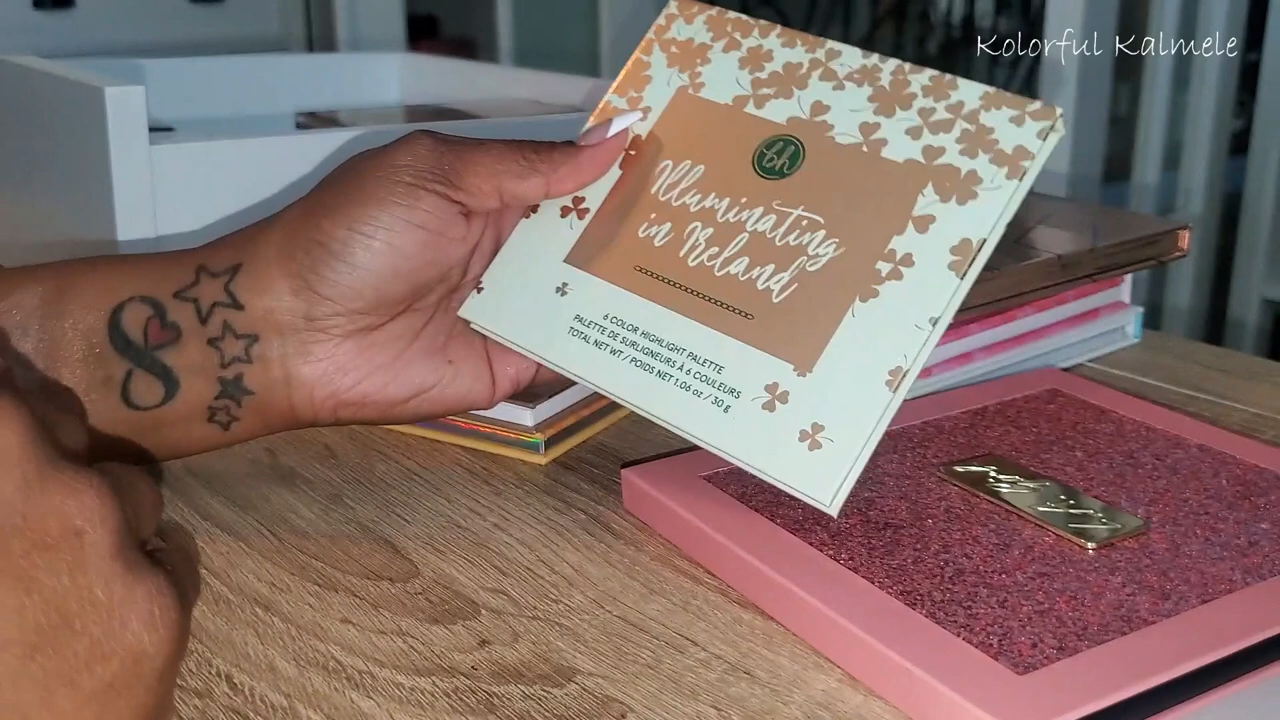 Kolorful Kalmele
bh
Illuminating
in Ireland
6 COLOR HIGHLIGHT PALETTE
PALETTE DE SURLIGNEURS À 6 COULEURS
TOTAL NET WT / POIDS NET 1.06 oz / 30 g